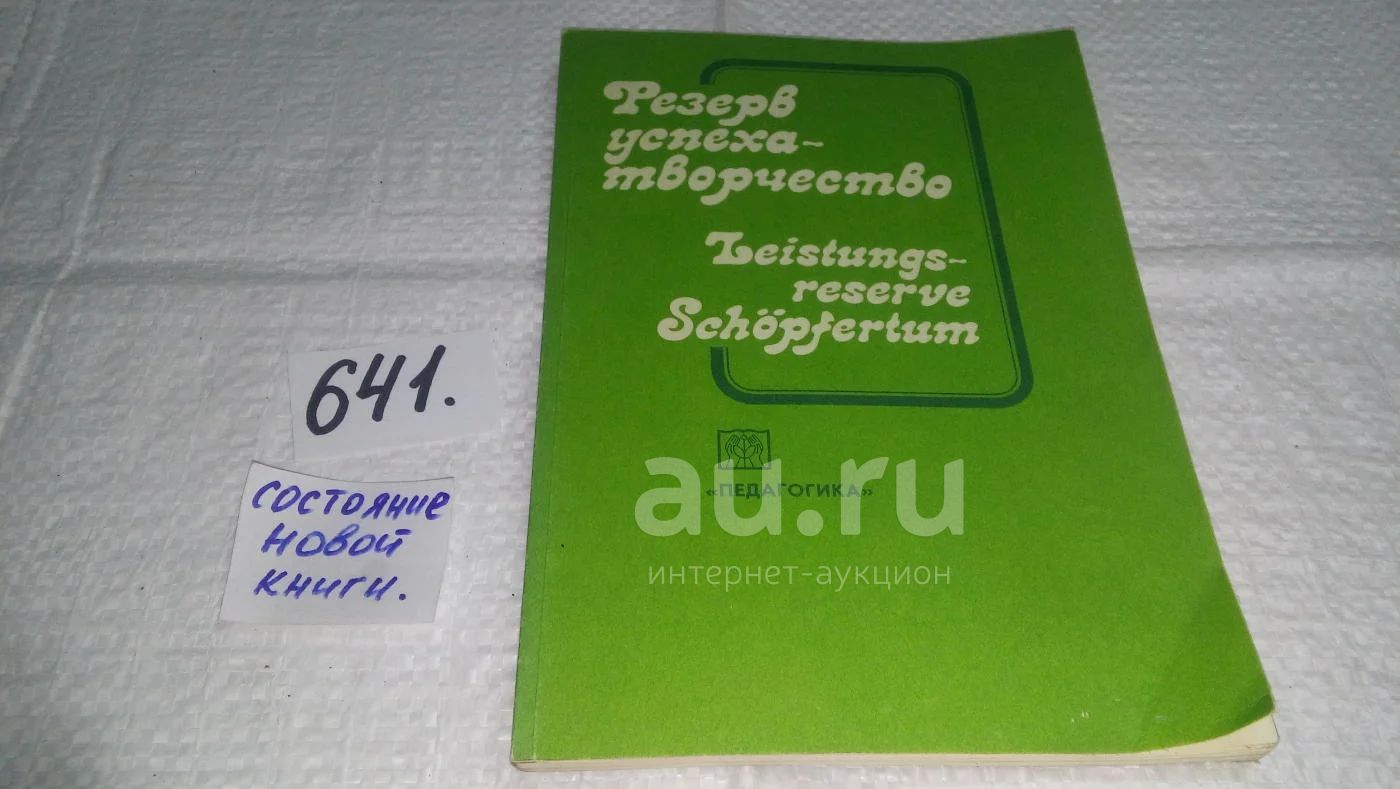 Резерв
успеха-
творчество
Leistungs-
reserve
Schöpfertum
«ПЕДАГОГИКА»
au.ru
интернет-аукцион
641.
состояние
новой
книги.